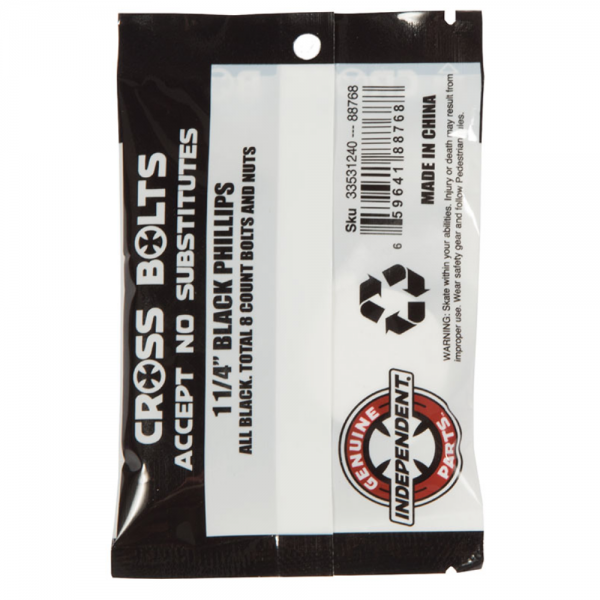 CROSS BOLTS
ACCEPT NO SUBSTITUTES
1 1/4” BLACK PHILLIPS
ALL BLACK. TOTAL 8 COUNT BOLTS AND NUTS
Sku 33531240 --- 88768
6 59641 88768
MADE IN CHINA
WARNING: Skate within your abilities. Injury or death may result from
improper use. Wear safety gear and follow Pedestrian
GENUINE
INDEPENDENT.
PARTS.